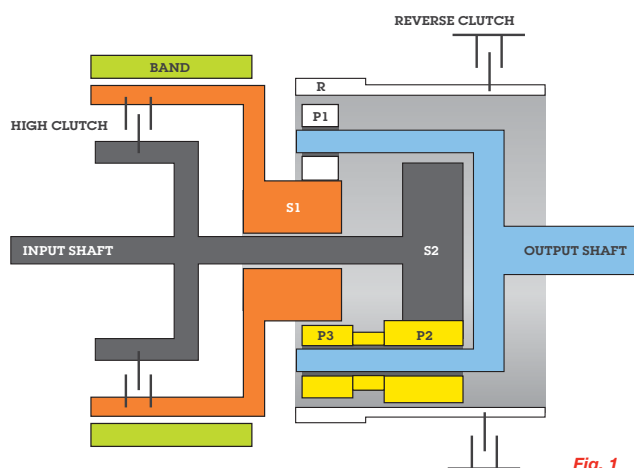 REVERSE CLUTCH
BAND
R
P1
HIGH CLUTCH
S1
INPUT SHAFT
S2
OUTPUT SHAFT
P3
P2
Fig. 1